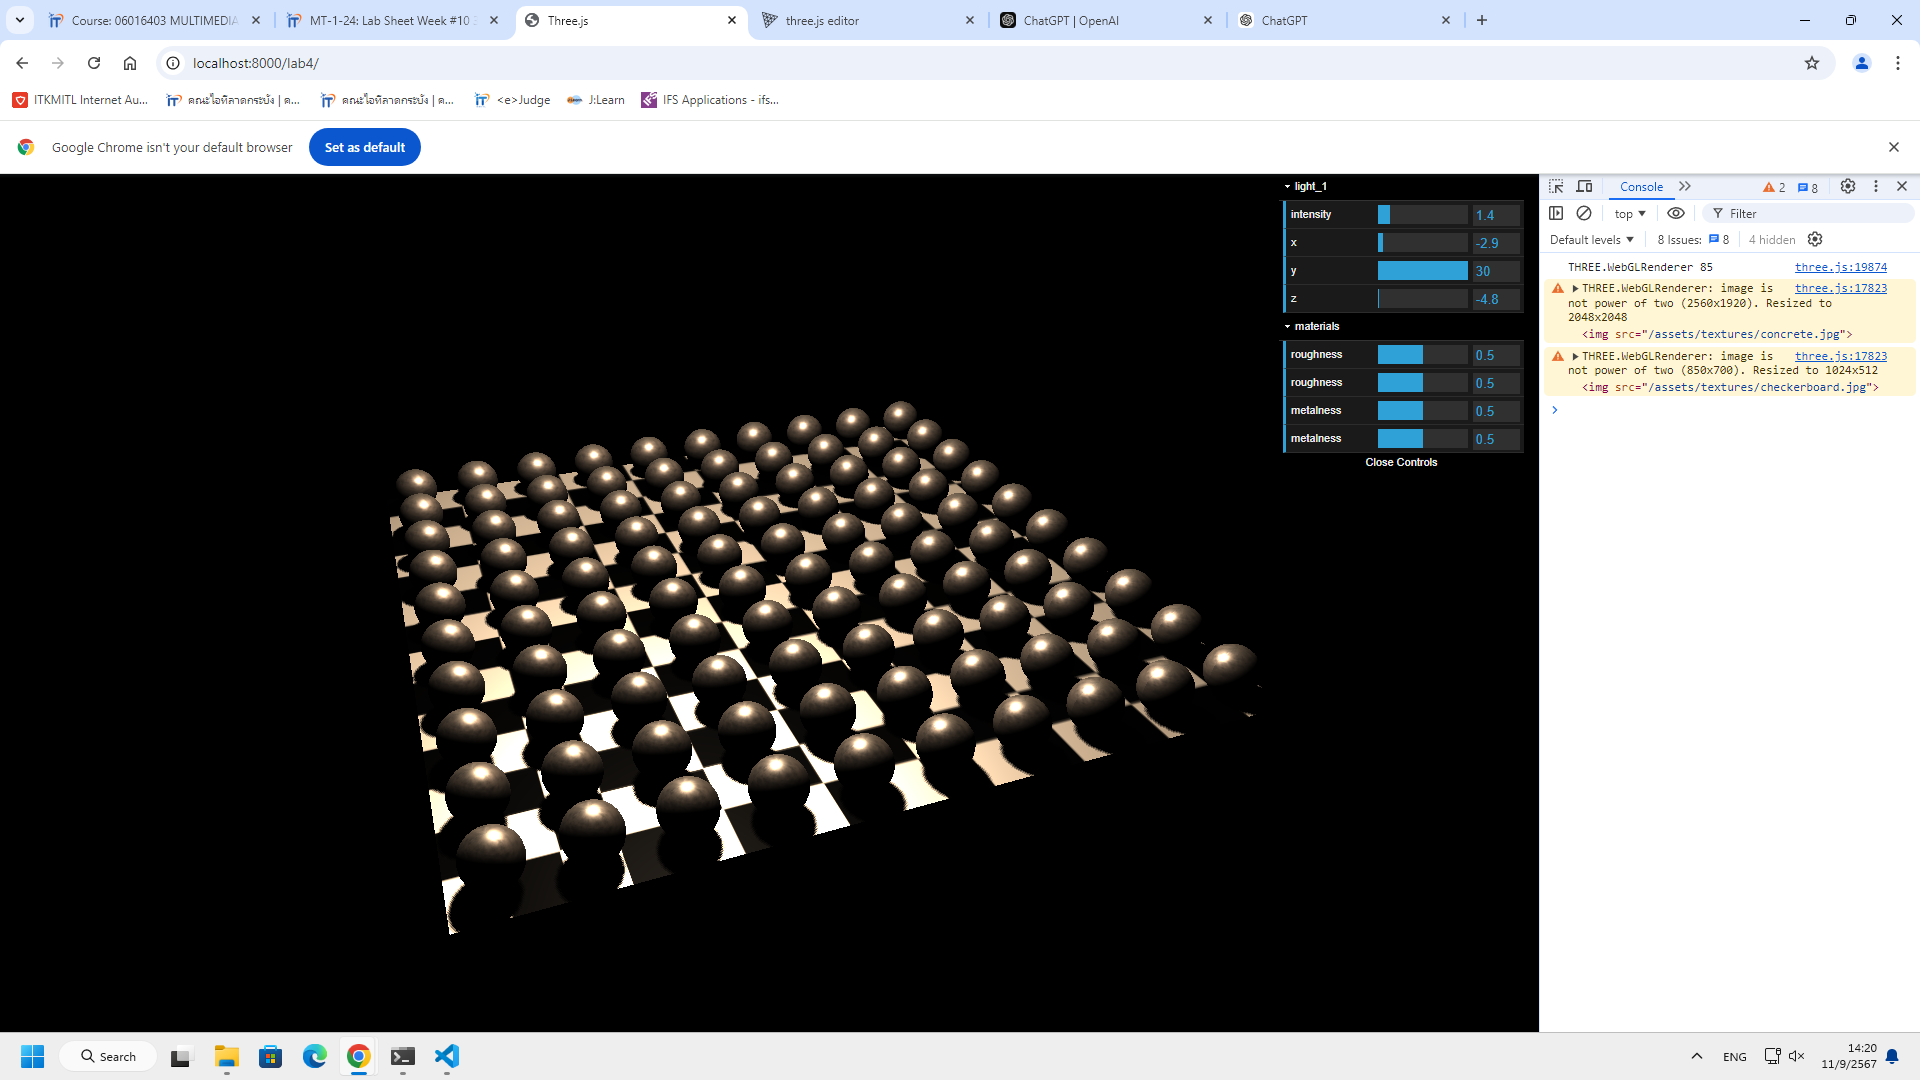 Course: 06016403 MULTIMEDIA
MT-1-24: Lab Sheet Week #10
Three.js
three.js editor
ChatGPT | OpenAI
ChatGPT
localhost:8000/lab4/
ITKMITL Internet Au...
คณะไอทีลาดกระบัง | ค...
คณะไอทีลาดกระบัง | ค...
<e>Judge
J:Learn
IFS Applications - ifs...
Google Chrome isn't your default browser
Set as default
light_1
intensity 1.4
x -2.9
y 30
z -4.8
materials
roughness 0.5
roughness 0.5
metalness 0.5
metalness 0.5
Close Controls
Console 2 8
top Filter
Default levels 8 Issues: 8 4 hidden
THREE.WebGLRenderer 85 three.js:19874
THREE.WebGLRenderer: image is three.js:17823
not power of two (2560x1920). Resized to
2048x2048
<img src="/assets/textures/concrete.jpg">
THREE.WebGLRenderer: image is three.js:17823
not power of two (850x700). Resized to 1024x512
<img src="/assets/textures/checkerboard.jpg">
Search
ENG
14:20
11/9/2567